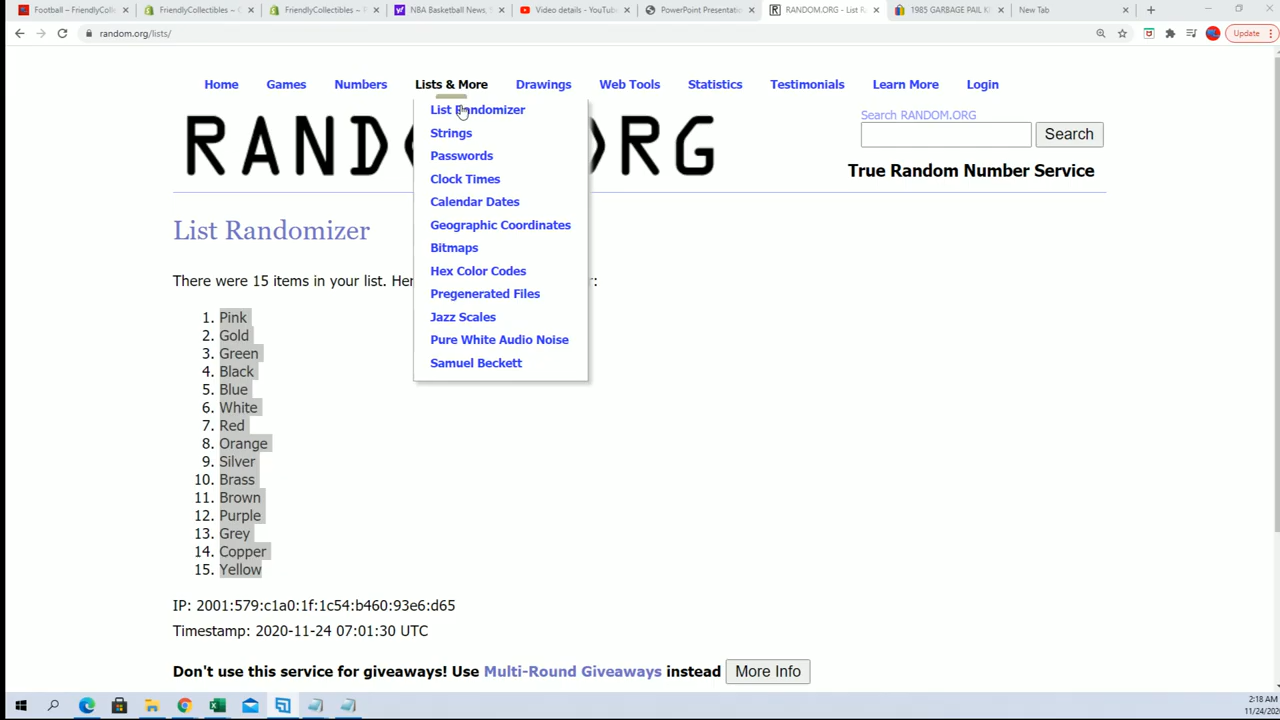 FriendlyCollectibles –
FriendlyCollectibles –
NBA Basketball News,
Video details - YouTube
PowerPoint Presentation
RANDOM.ORG - List R
1985 GARBAGE PAIL K
New Tab
random.org/lists/
Update
Home Games Numbers Lists & More Drawings Web Tools Statistics Testimonials Learn More Login
List Randomizer
Strings
Passwords
Clock Times
Calendar Dates
Geographic Coordinates
Bitmaps
Hex Color Codes
Pregenerated Files
Jazz Scales
Pure White Audio Noise
Samuel Beckett
Search RANDOM.ORG
Search
True Random Number Service
List Randomizer
There were 15 items in your list. Her
1. Pink
2. Gold
3. Green
4. Black
5. Blue
6. White
7. Red
8. Orange
9. Silver
10. Brass
11. Brown
12. Purple
13. Grey
14. Copper
15. Yellow
IP: 2001:579:c1a0:1f:1c54:b460:93e6:d65
Timestamp: 2020-11-24 07:01:30 UTC
Don't use this service for giveaways! Use Multi-Round Giveaways instead More Info
2:18 AM
11/24/202